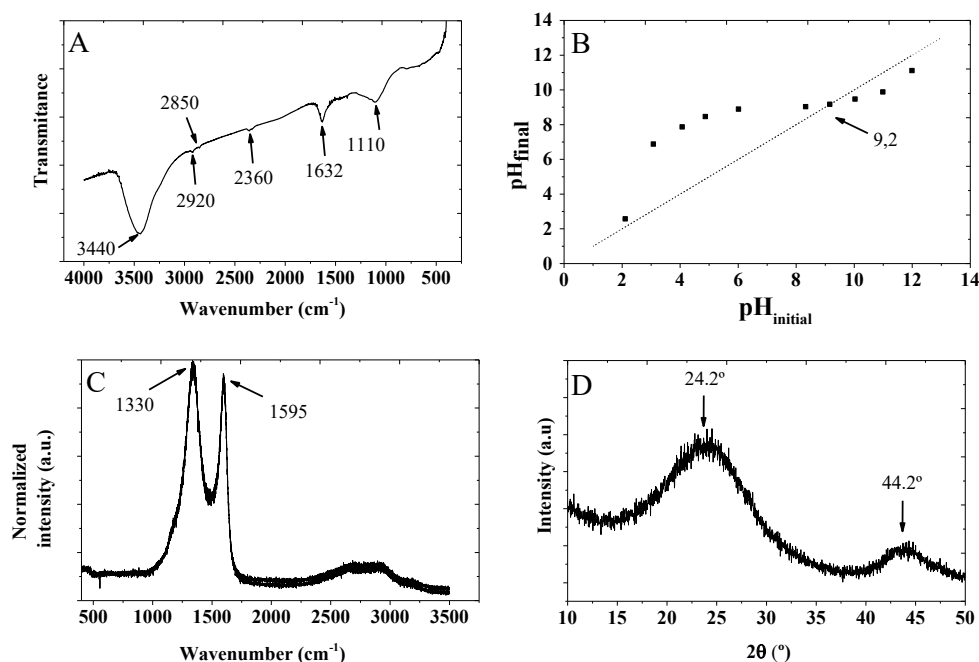 A
Transmitance
2850
2920
2360
1632
1110
3440
4000 3500 3000 2500 2000 1500 1000 500
Wavenumber (cm⁻¹)
B
pH_final
14
12
10
8
6
4
2
0
9,2
0 2 4 6 8 10 12 14
pH_initial
C
Normalized
intensity (a.u.)
1330
1595
500 1000 1500 2000 2500 3000 3500
Wavenumber (cm⁻¹)
D
Intensity (a.u)
24.2º
44.2º
10 15 20 25 30 35 40 45 50
2θ (º)